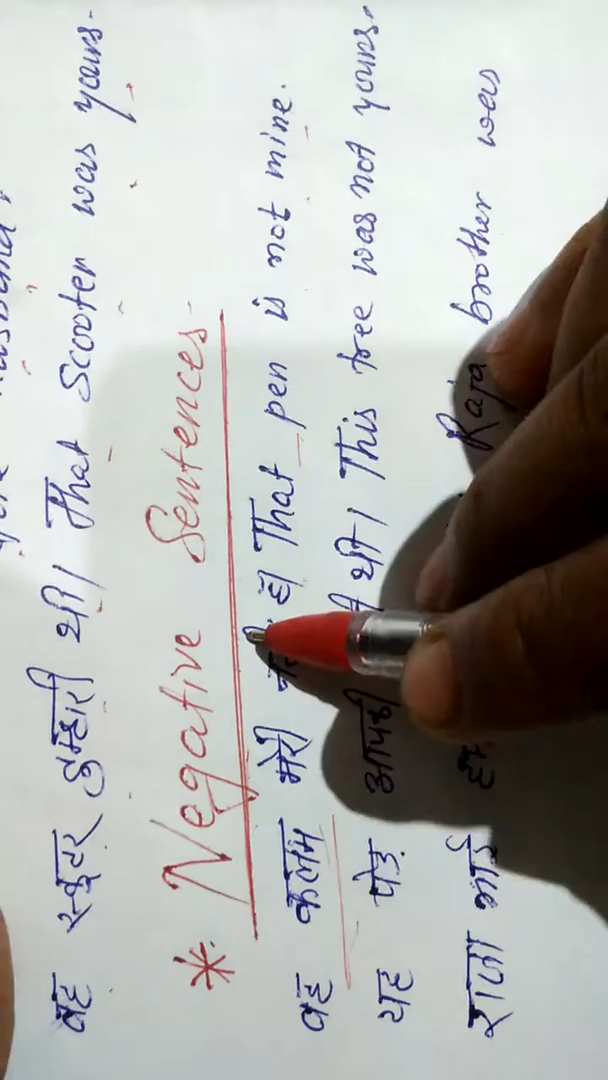 वह स्कूटर तुम्हारी थी। That Scooter was yours.
* Negative Sentences -
वह कलम मेरी है। That pen is not mine.
यह पेड़ आपकी थी। This tree was not yours.
राजा भाई Raja brother was